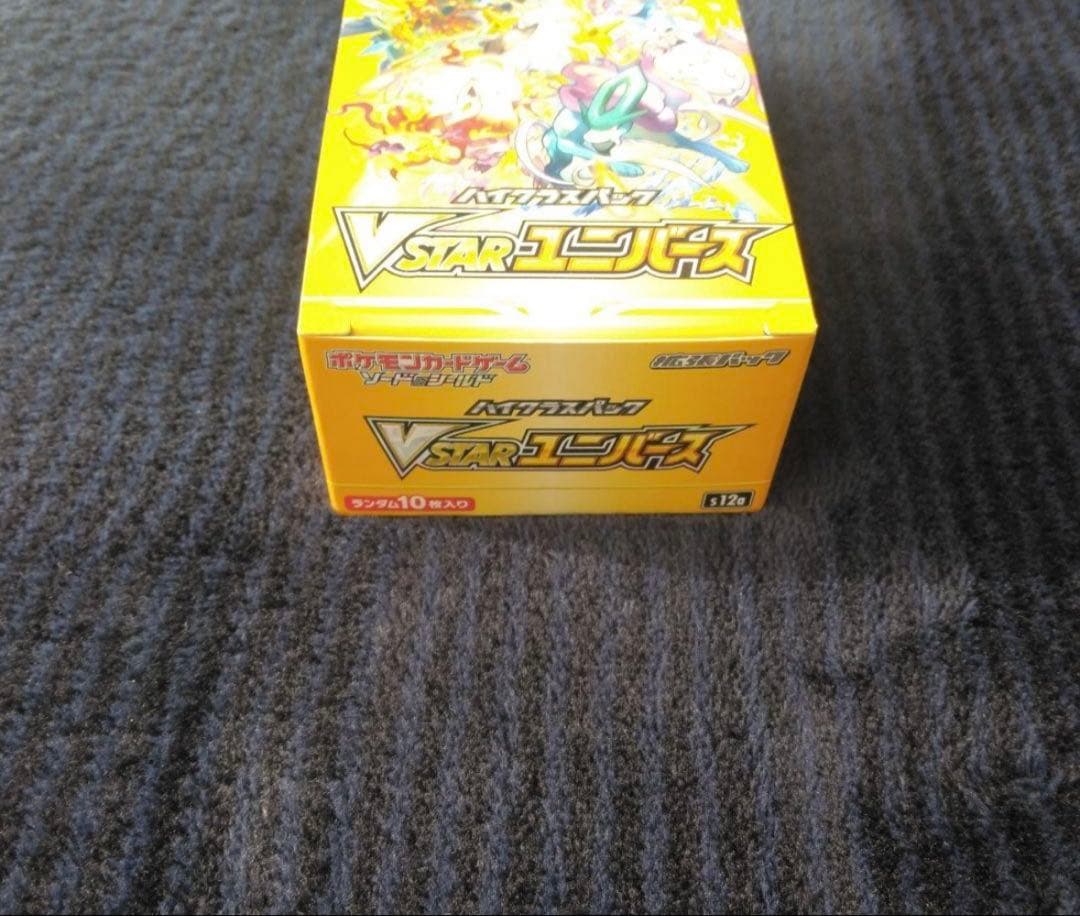 ハイクラスパック
VSTARユニバース
ポケモンカードゲーム
ソード&シールド
拡張パック
ハイクラスパック
VSTARユニバース
ランダム10枚入り
s12a